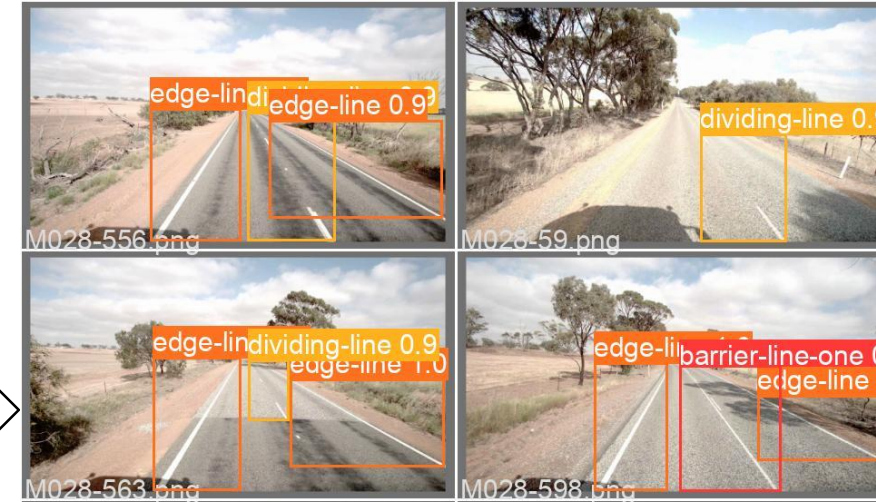 edge-lin
edge-line 0.9
M028-556.png
dividing-line 0.
M028-59.png
edge-lin
dividing-line 0.9
edge-line 1.0
M028-563.png
edge-li
barrier-line-one
edge-line
M028-598.png